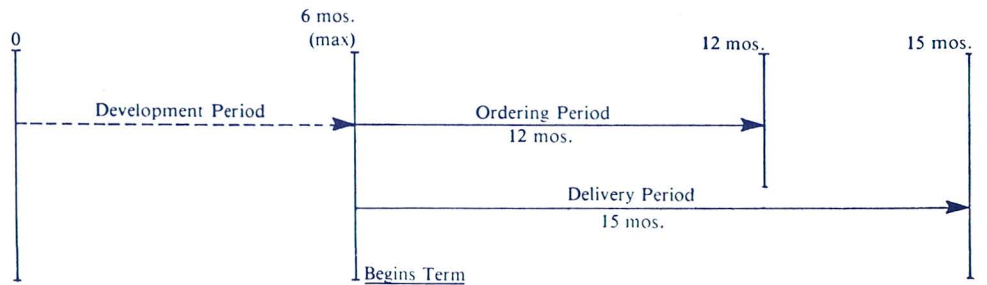 0
6 mos.
(max)
12 mos.
15 mos.
Development Period
Ordering Period
12 mos.
Delivery Period
15 mos.
Begins Term